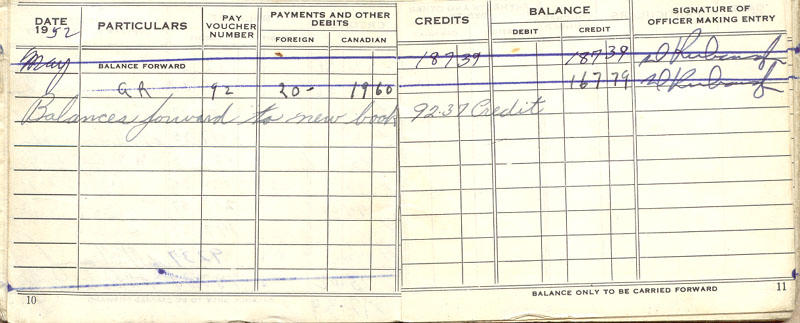 DATE 1952 PARTICULARS PAY VOUCHER NUMBER PAYMENTS AND OTHER DEBITS FOREIGN CANADIAN CREDITS BALANCE DEBIT CREDIT SIGNATURE OF OFFICER MAKING ENTRY
May BALANCE FORWARD 187 39 187 39
GR 92 20- 19 60 167 79
Balances forward to new book 92.37 Credit
10 BALANCE ONLY TO BE CARRIED FORWARD 11